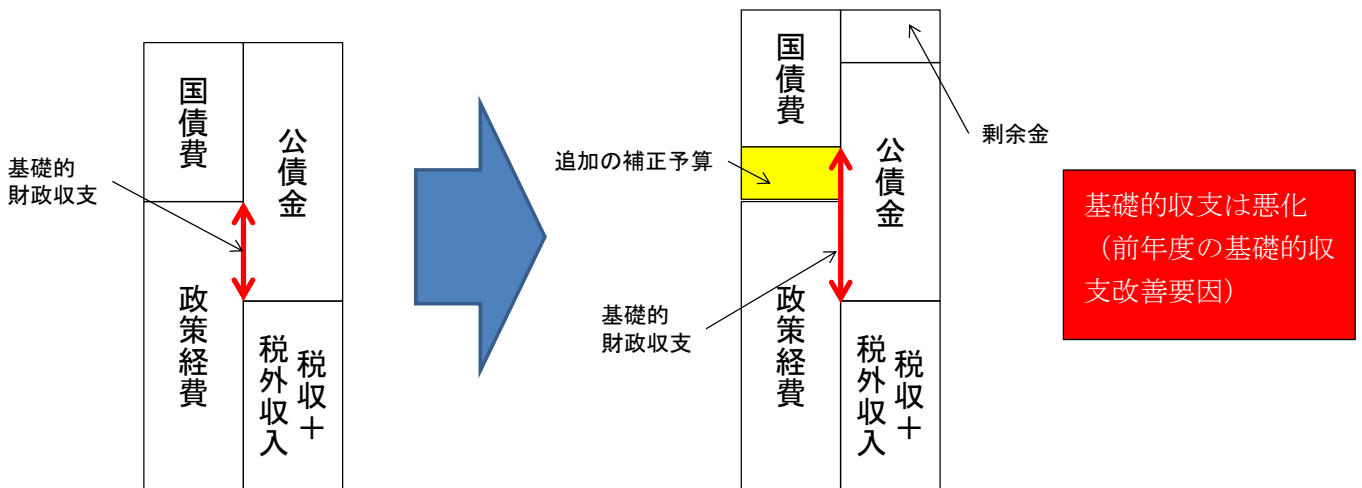 国債費
公債金
基礎的
財政収支
政策経費
税収＋
税外収入
国債費
剰余金
追加の補正予算
公債金
基礎的
財政収支
政策経費
税収＋
税外収入
基礎的収支は悪化
（前年度の基礎的収
支改善要因）